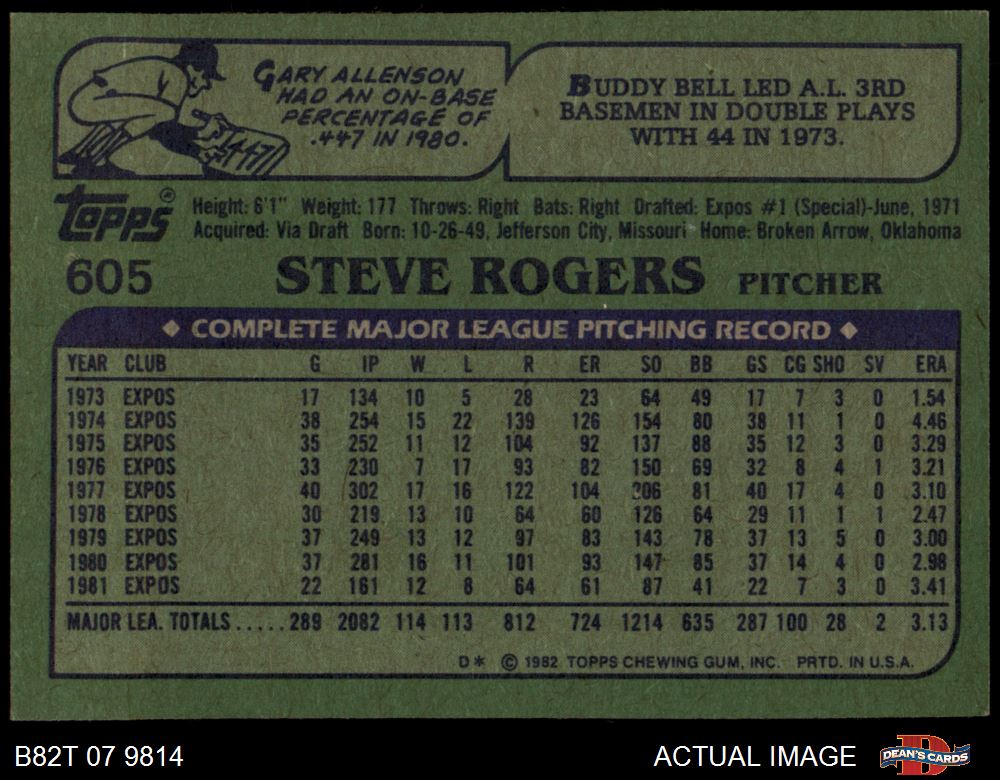 GARY ALLENSON
HAD AN ON-BASE
PERCENTAGE OF
.447 IN 1980.
447
BUDDY BELL LED A.L. 3RD
BASEMEN IN DOUBLE PLAYS
WITH 44 IN 1973.
TOPPS®
Height: 6'1" Weight: 177 Throws: Right Bats: Right Drafted: Expos #1 (Special)-June, 1971
Acquired: Via Draft Born: 10-26-49, Jefferson City, Missouri Home: Broken Arrow, Oklahoma
605 STEVE ROGERS PITCHER
◆ COMPLETE MAJOR LEAGUE PITCHING RECORD ◆
YEAR CLUB G IP W L R ER SO BB GS CG SHO SV ERA
1973 EXPOS 17 134 10 5 28 23 64 49 17 7 3 0 1.54
1974 EXPOS 38 254 15 22 139 126 154 80 38 11 1 0 4.46
1975 EXPOS 35 252 11 12 104 92 137 88 35 12 3 0 3.29
1976 EXPOS 33 230 7 17 93 82 150 69 32 8 4 1 3.21
1977 EXPOS 40 302 17 16 122 104 206 81 40 17 4 0 3.10
1978 EXPOS 30 219 13 10 64 60 126 64 29 11 1 1 2.47
1979 EXPOS 37 249 13 12 97 83 143 78 37 13 5 0 3.00
1980 EXPOS 37 281 16 11 101 93 147 85 37 14 4 0 2.98
1981 EXPOS 22 161 12 8 64 61 87 41 22 7 3 0 3.41
MAJOR LEA. TOTALS.....289 2082 114 113 812 724 1214 635 287 100 28 2 3.13
D* © 1982 TOPPS CHEWING GUM, INC. PRTD. IN U.S.A.
B82T 07 9814 ACTUAL IMAGE DEAN'S CARDS